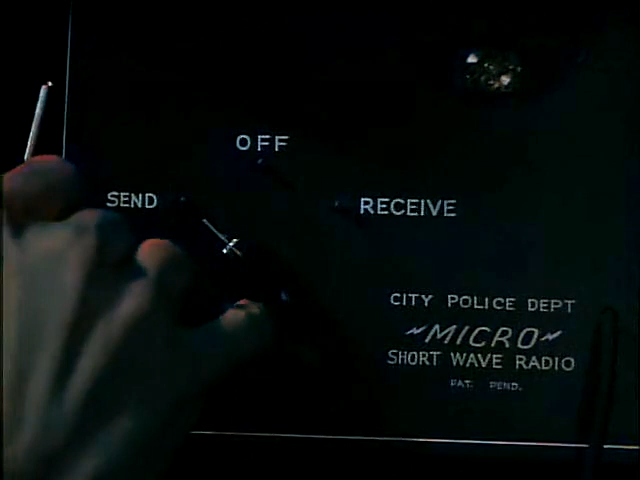 OFF
SEND
RECEIVE
CITY POLICE DEPT
MICRO
SHORT WAVE RADIO
PAT. PEND.